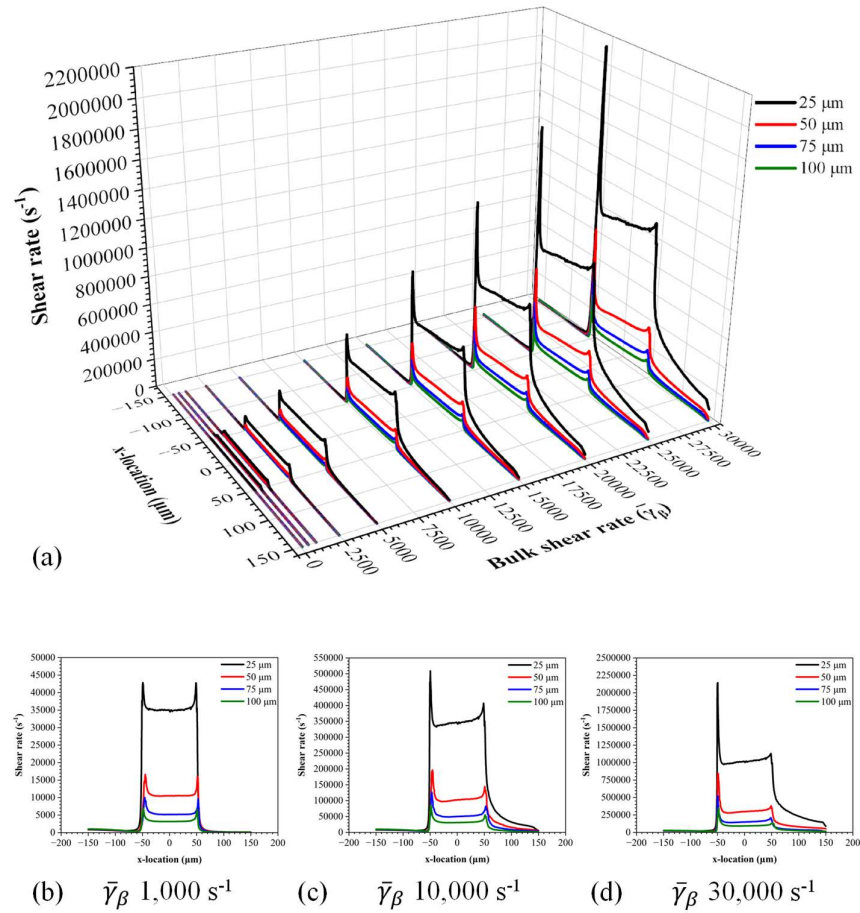 2200000
2000000
1800000
1600000
1400000
1200000
1000000
800000
600000
400000
200000
0
Shear rate (s⁻¹)
−150
−100
−50
0
50
100
150
x-location (μm)
0
2500
5000
7500
10000
12500
15000
17500
20000
22500
25000
27500
30000
Bulk shear rate (γ̄β)
25 μm
50 μm
75 μm
100 μm
(a)
50000
45000
40000
35000
30000
25000
20000
15000
10000
5000
0
Shear rate (s⁻¹)
−200 −150 −100 −50 0 50 100 150 200
x-location (μm)
25 μm
50 μm
75 μm
100 μm
(b) γ̄β 1,000 s⁻¹
550000
500000
450000
400000
350000
300000
250000
200000
150000
100000
50000
0
Shear rate (s⁻¹)
−200 −150 −100 −50 0 50 100 150 200
x-location (μm)
25 μm
50 μm
75 μm
100 μm
(c) γ̄β 10,000 s⁻¹
2500000
2250000
2000000
1750000
1500000
1250000
1000000
750000
500000
250000
0
Shear rate (s⁻¹)
−200 −150 −100 −50 0 50 100 150 200
x-location (μm)
25 μm
50 μm
75 μm
100 μm
(d) γ̄β 30,000 s⁻¹